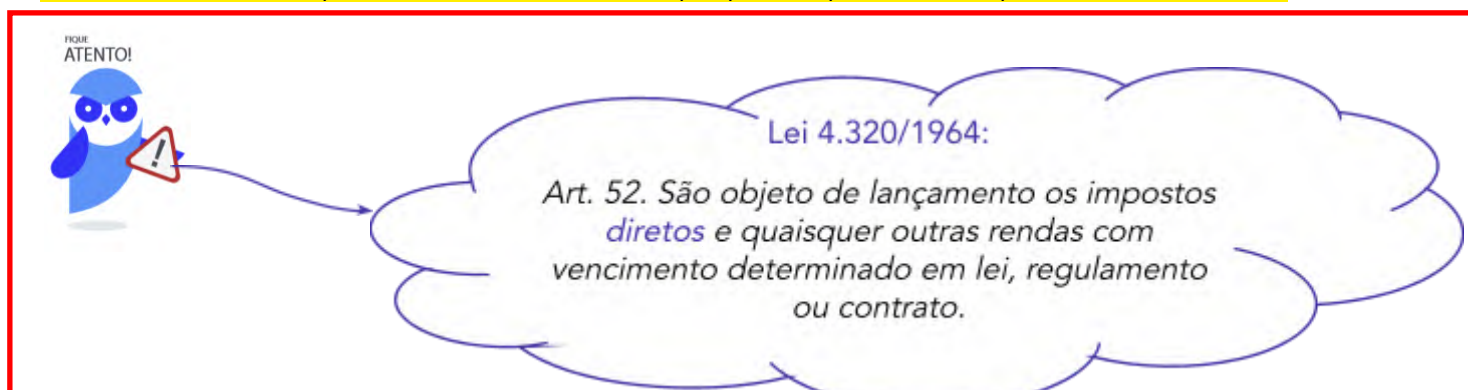 FIQUE
ATENTO!
Lei 4.320/1964:
Art. 52. São objeto de lançamento os impostos
diretos e quaisquer outras rendas com
vencimento determinado em lei, regulamento
ou contrato.